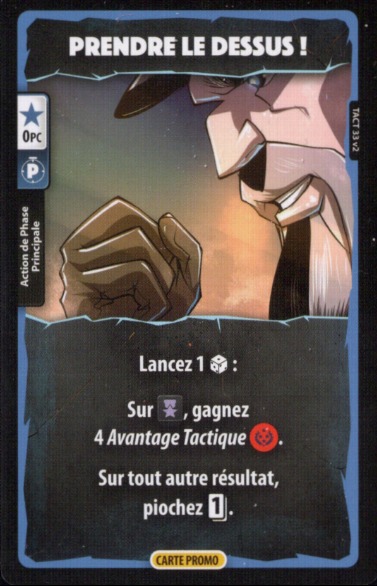 PRENDRE LE DESSUS !
0PC
P
Action de Phase
Principale
TACT 33 v2
Lancez 1 :
Sur , gagnez
4 Avantage Tactique .
Sur tout autre résultat,
piochez 1 .
CARTE PROMO